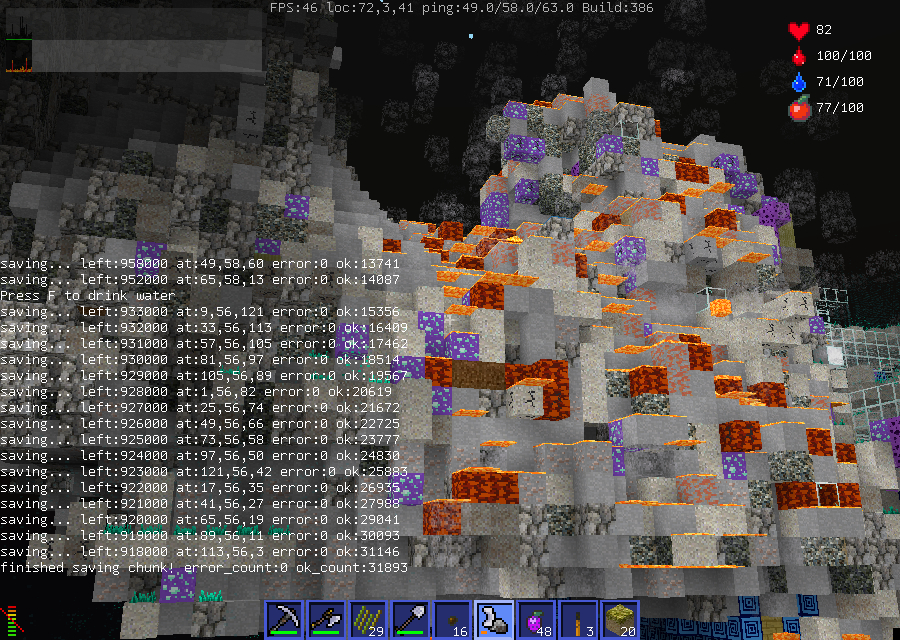 FPS:46 loc:72,3,41 ping:49.0/58.0/63.0 Build:386
82
100/100
71/100
77/100
saving... left:958000 at:49,58,60 error:0 ok:13741
saving... left:952000 at:65,58,13 error:0 ok:14087
Press F to drink water
saving... left:933000 at:9,56,121 error:0 ok:15356
saving... left:932000 at:33,56,113 error:0 ok:16409
saving... left:931000 at:57,56,105 error:0 ok:17462
saving... left:930000 at:81,56,97 error:0 ok:18514
saving... left:929000 at:105,56,89 error:0 ok:19567
saving... left:928000 at:1,56,82 error:0 ok:20619
saving... left:927000 at:25,56,74 error:0 ok:21672
saving... left:926000 at:49,56,66 error:0 ok:22725
saving... left:925000 at:73,56,58 error:0 ok:23777
saving... left:924000 at:97,56,50 error:0 ok:24830
saving... left:923000 at:121,56,42 error:0 ok:25883
saving... left:922000 at:17,56,35 error:0 ok:26935
saving... left:921000 at:41,56,27 error:0 ok:27988
saving... left:920000 at:65,56,19 error:0 ok:29041
saving... left:919000 at:89,56,11 error:0 ok:30093
saving... left:918000 at:113,56,3 error:0 ok:31146
finished saving chunk! error_count:0 ok_count:31893
29 16 48 3 20